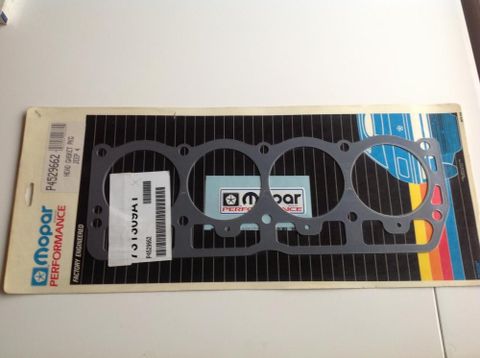 P4529662
HEAD GASKET PKG
JEEP 4
Mopar
PERFORMANCE
FACTORY ENGINEERED
P4529662
Mopar
PERFORMANCE